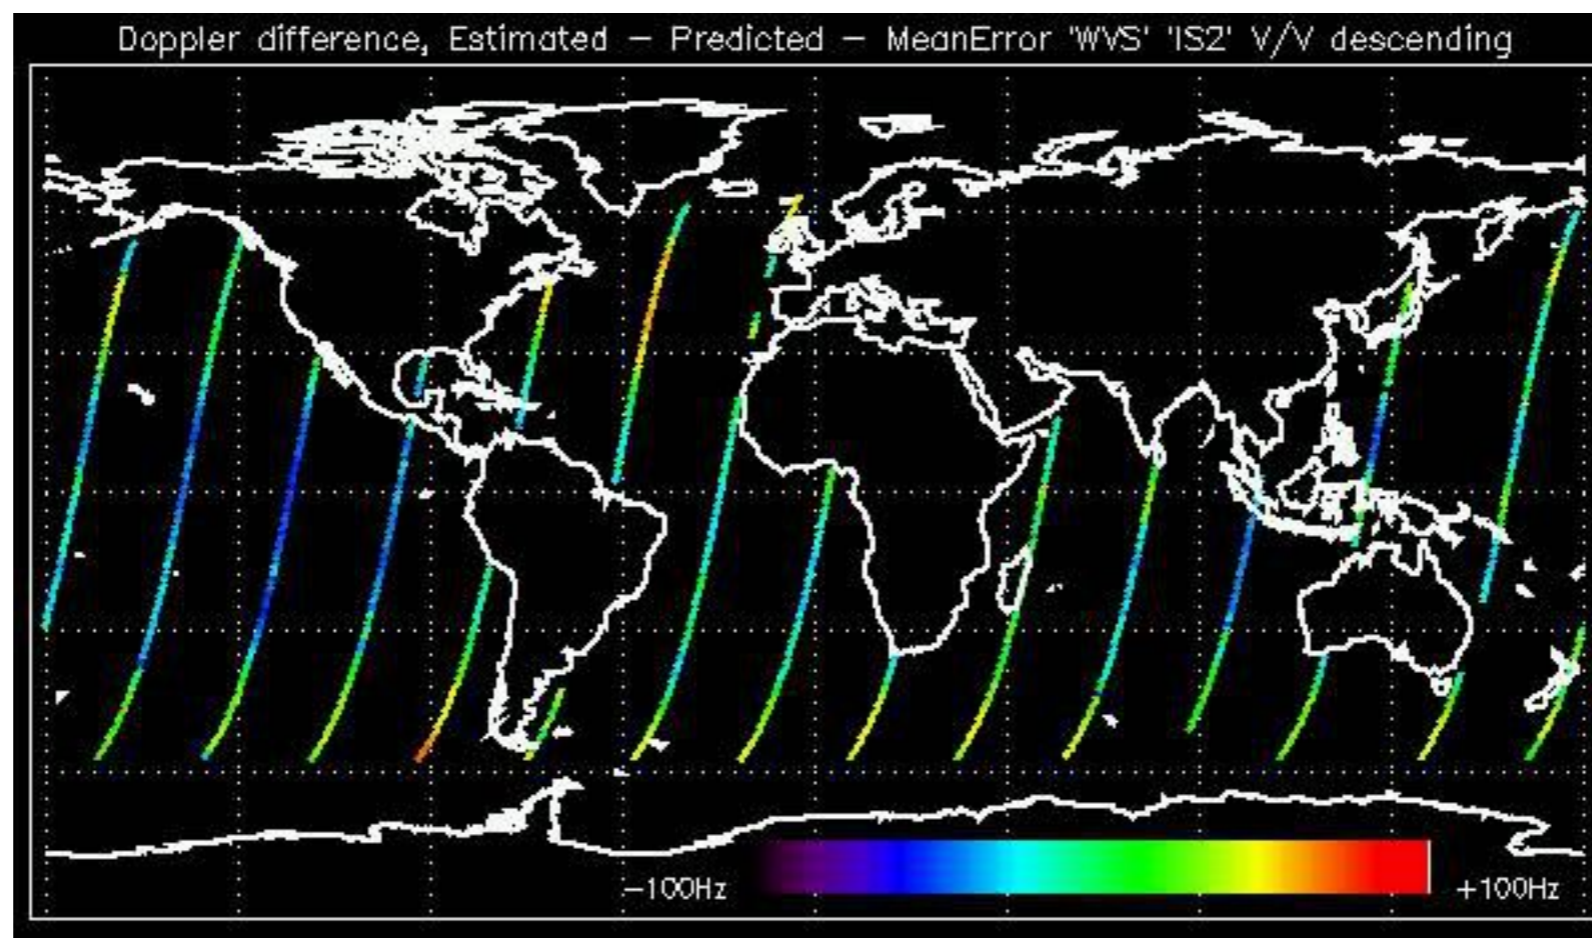 Doppler difference, Estimated — Predicted — MeanError 'WVS' 'IS2' V/V descending
−100Hz
+100Hz